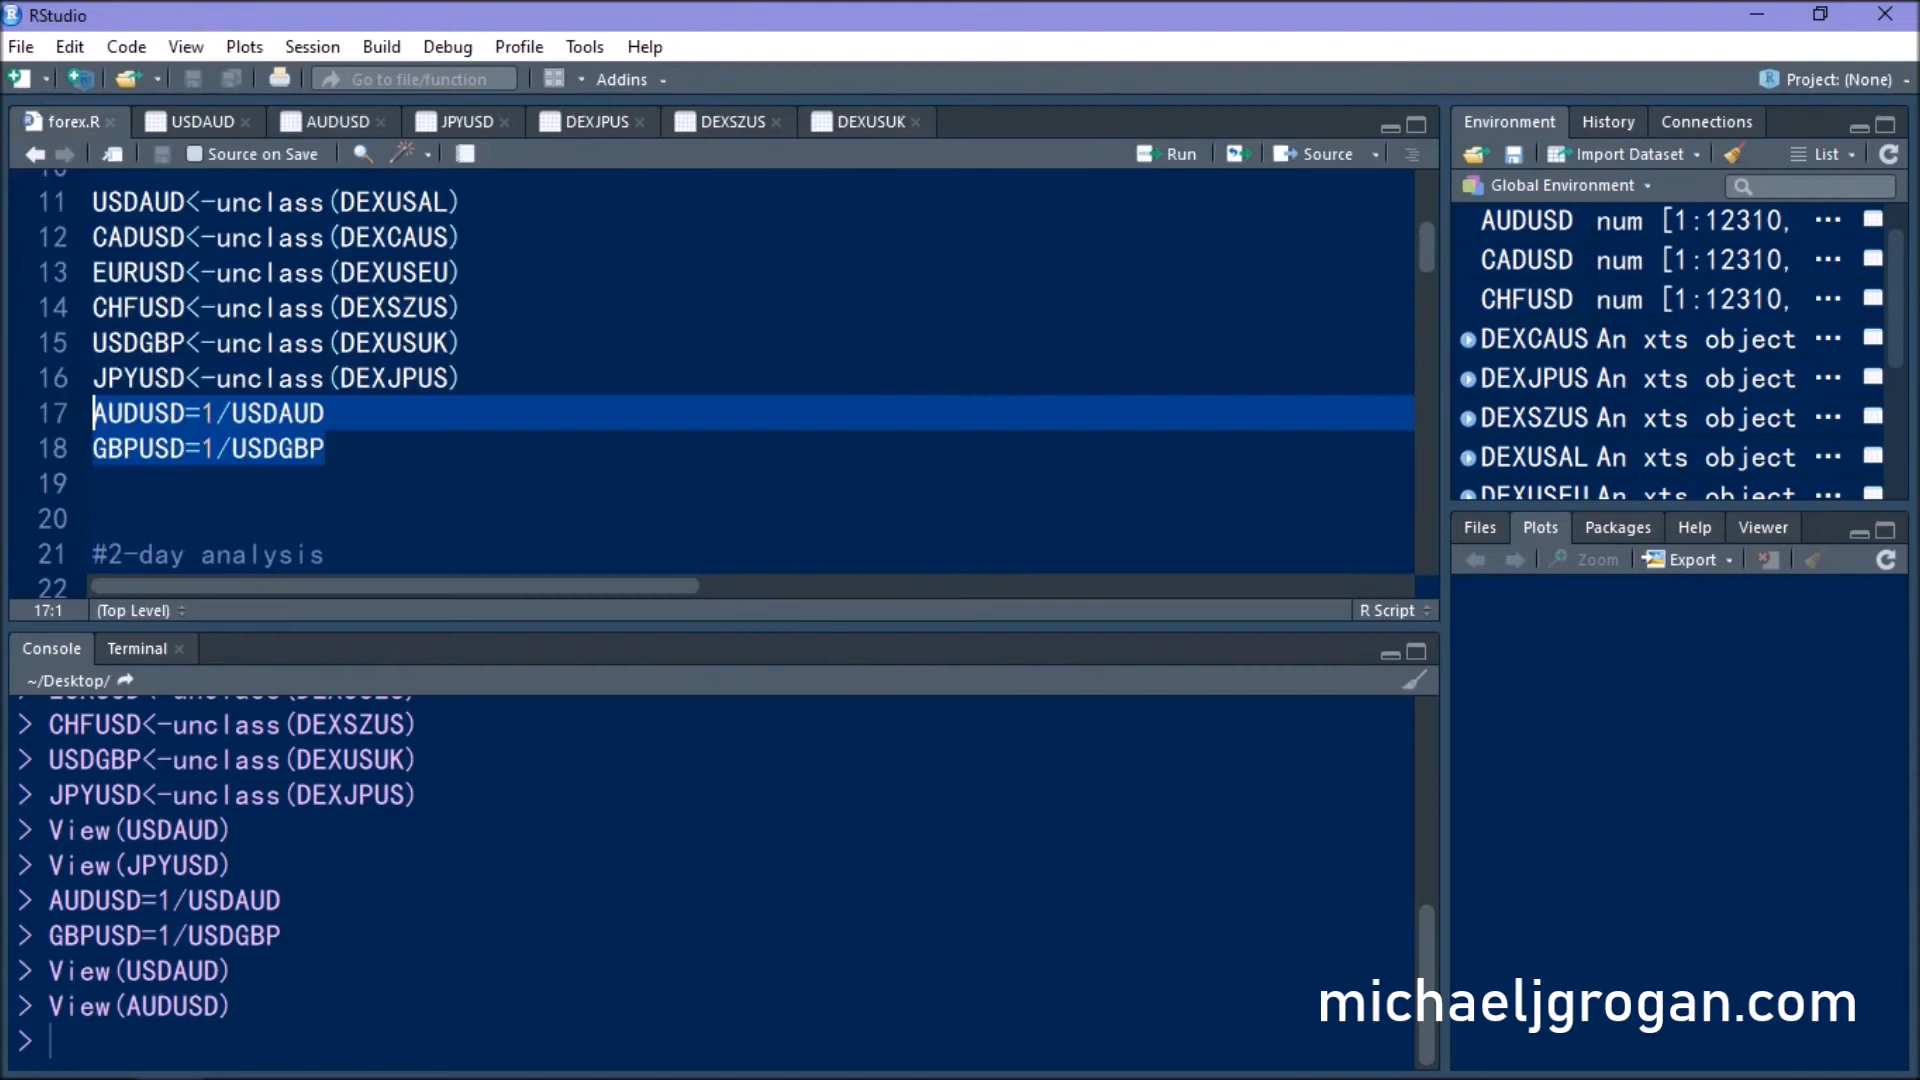 RStudio
File Edit Code View Plots Session Build Debug Profile Tools Help
Go to file/function Addins Project: (None)
forex.R USDAUD AUDUSD JPYUSD DEXJPUS DEXSZUS DEXUSUK
Source on Save Run Source
11 USDAUD<-unclass(DEXUSAL)
12 CADUSD<-unclass(DEXCAUS)
13 EURUSD<-unclass(DEXUSEU)
14 CHFUSD<-unclass(DEXSZUS)
15 USDGBP<-unclass(DEXUSUK)
16 JPYUSD<-unclass(DEXJPUS)
17 AUDUSD=1/USDAUD
18 GBPUSD=1/USDGBP
19
20
21 #2-day analysis
22
17:1 (Top Level) R Script
Console Terminal
~/Desktop/
> CHFUSD<-unclass(DEXSZUS)
> USDGBP<-unclass(DEXUSUK)
> JPYUSD<-unclass(DEXJPUS)
> View(USDAUD)
> View(JPYUSD)
> AUDUSD=1/USDAUD
> GBPUSD=1/USDGBP
> View(USDAUD)
> View(AUDUSD)
>
Environment History Connections
Import Dataset List
Global Environment
AUDUSD num [1:12310, ...
CADUSD num [1:12310, ...
CHFUSD num [1:12310, ...
DEXCAUS An xts object ...
DEXJPUS An xts object ...
DEXSZUS An xts object ...
DEXUSAL An xts object ...
DEXUSEU An xts object ...
Files Plots Packages Help Viewer
Zoom Export
michaeljgrogan.com